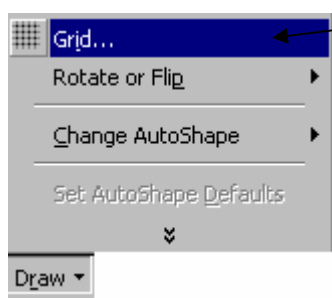 Grid...
Rotate or Flip
Change AutoShape
Set AutoShape Defaults
Draw